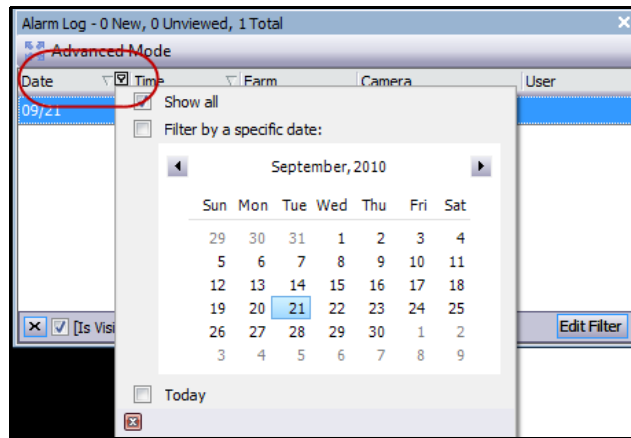 Alarm Log - 0 New, 0 Unviewed, 1 Total
Advanced Mode
Date Time Farm Camera User
09/21
Show all
Filter by a specific date:
September, 2010
Sun Mon Tue Wed Thu Fri Sat
29 30 31 1 2 3 4
5 6 7 8 9 10 11
12 13 14 15 16 17 18
19 20 21 22 23 24 25
26 27 28 29 30 1 2
3 4 5 6 7 8 9
[Is Visi Edit Filter
Today